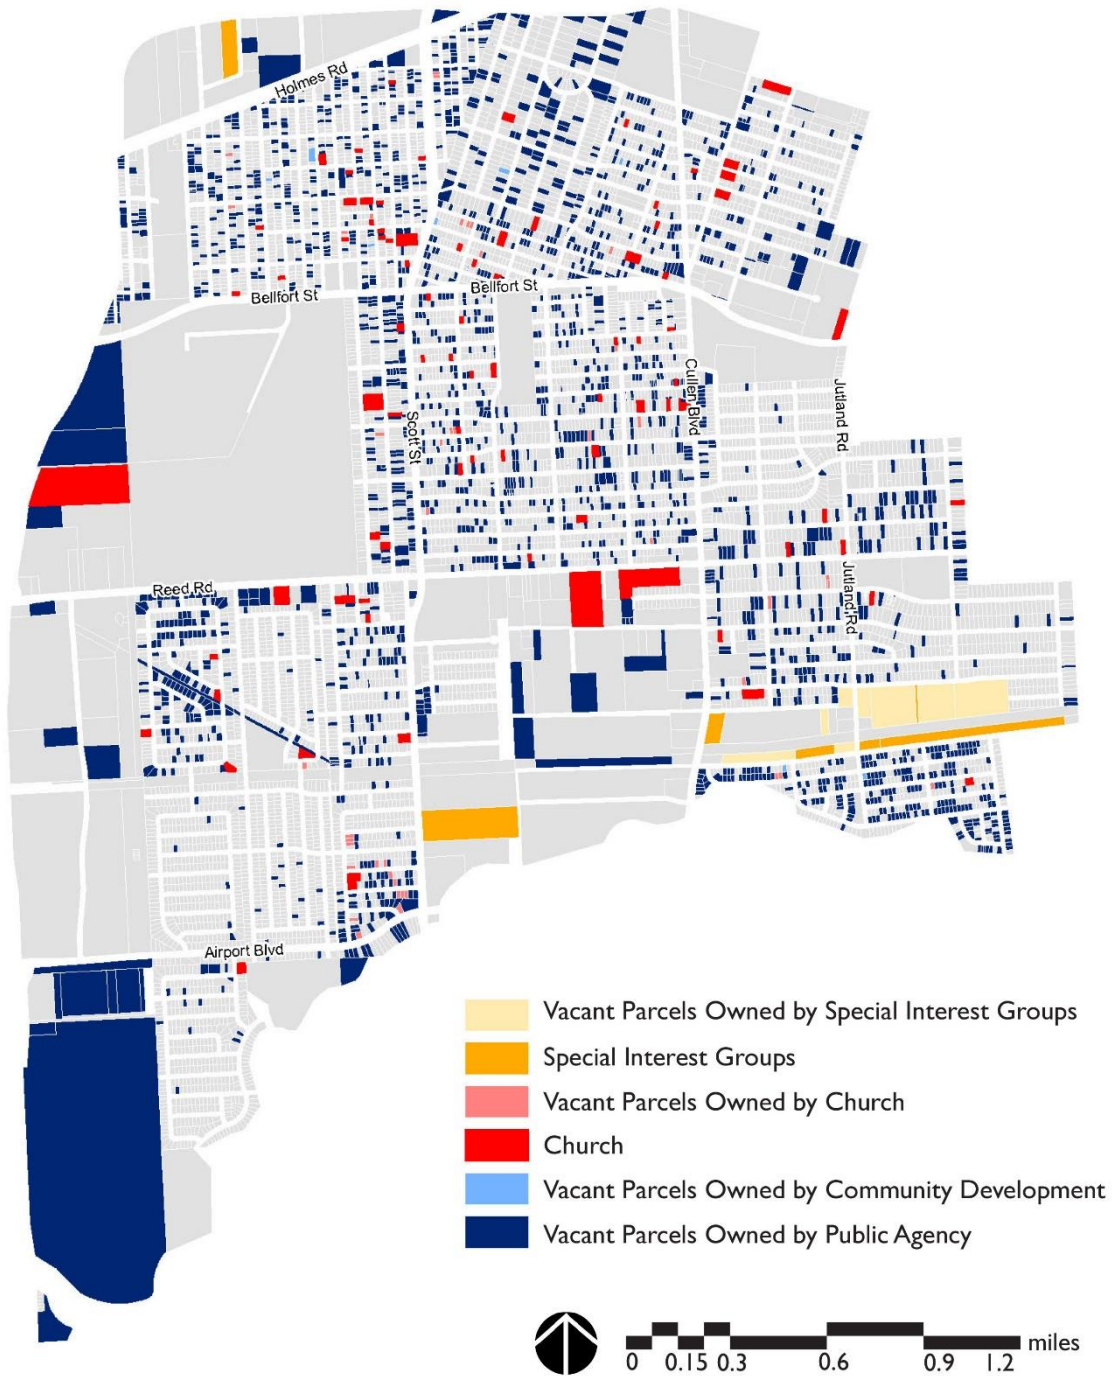 Holmes Rd
Bellfort St
Bellfort St
Cullen Blvd
Jutland Rd
Scott St
Reed Rd
Jutland Rd
Airport Blvd
Vacant Parcels Owned by Special Interest Groups
Special Interest Groups
Vacant Parcels Owned by Church
Church
Vacant Parcels Owned by Community Development
Vacant Parcels Owned by Public Agency
miles
0 0.15 0.3 0.6 0.9 1.2